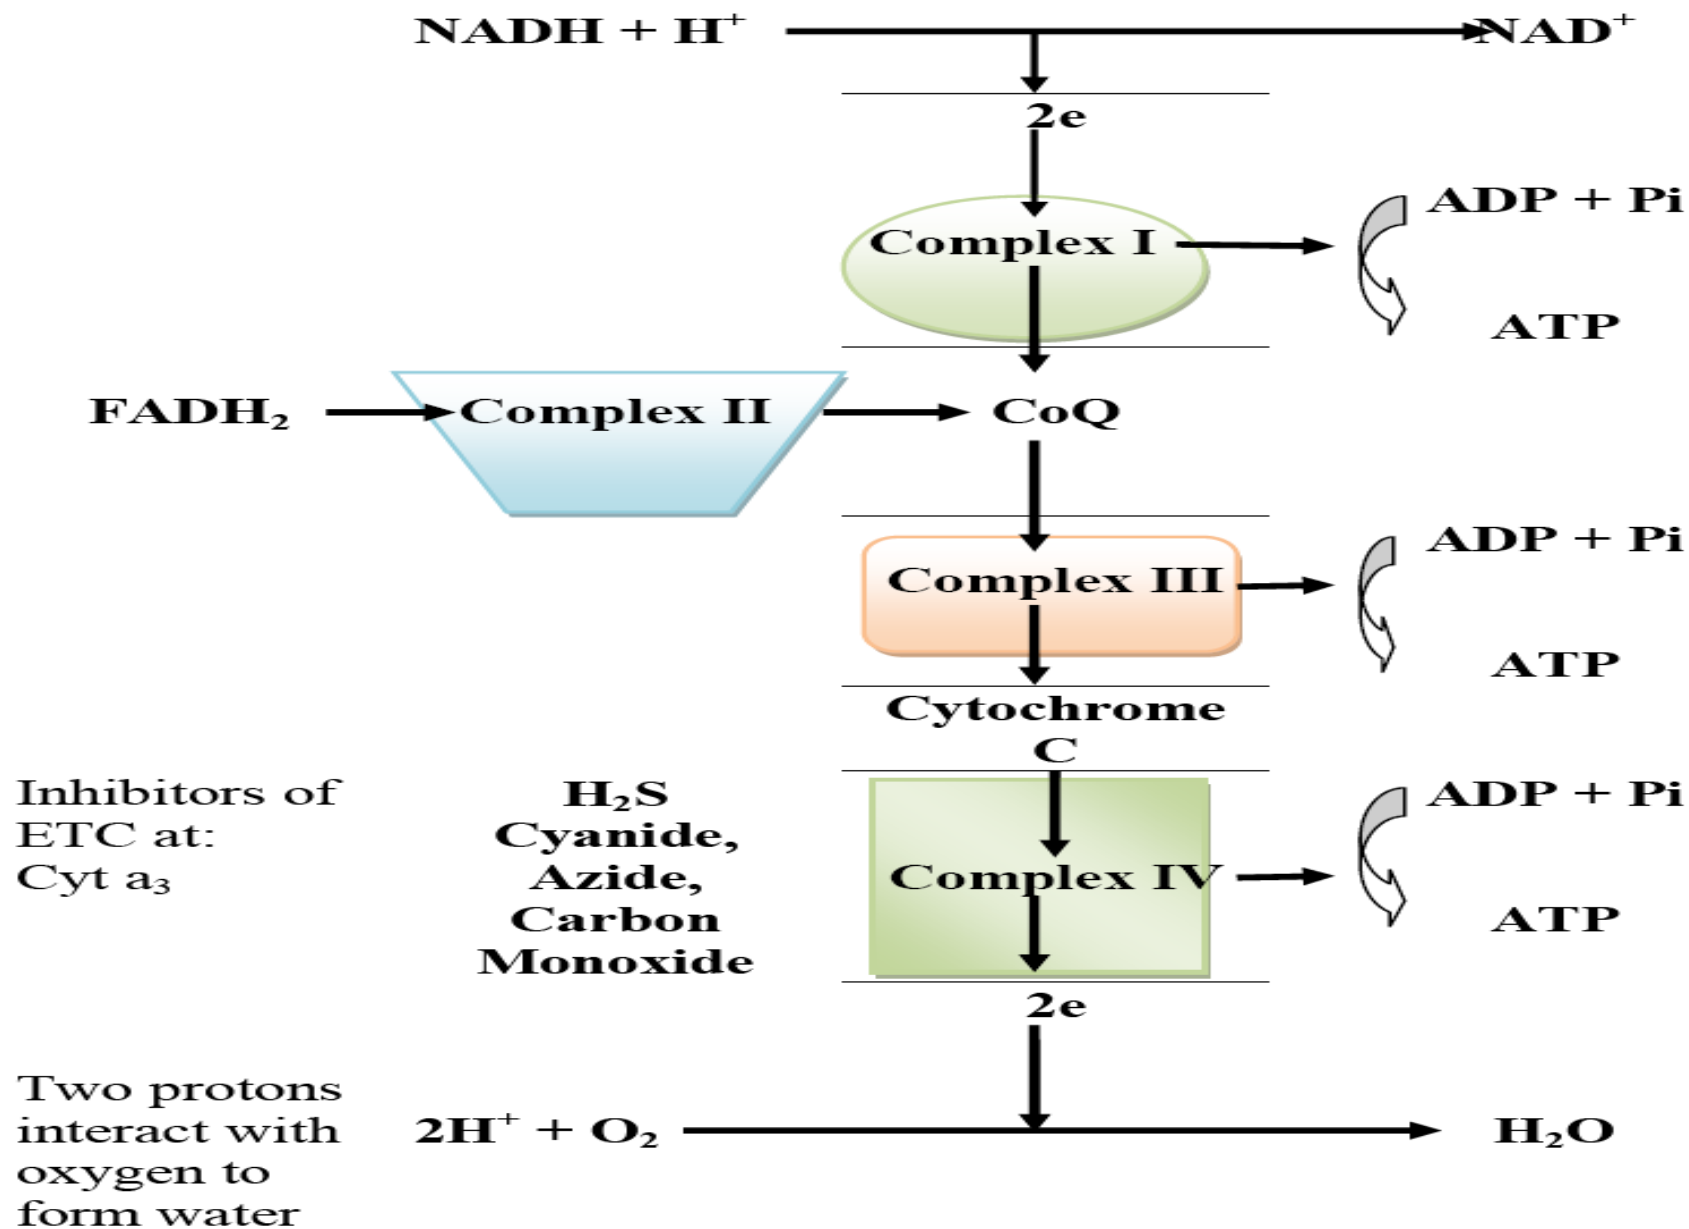 NADH + H⁺
NAD⁺
2e
Complex I
ADP + Pi
ATP
FADH₂
Complex II
CoQ
Complex III
ADP + Pi
ATP
Cytochrome
C
Inhibitors of
ETC at:
Cyt a₃
H₂S
Cyanide,
Azide,
Carbon
Monoxide
Complex IV
ADP + Pi
ATP
2e
Two protons
interact with
oxygen to
form water
2H⁺ + O₂
H₂O